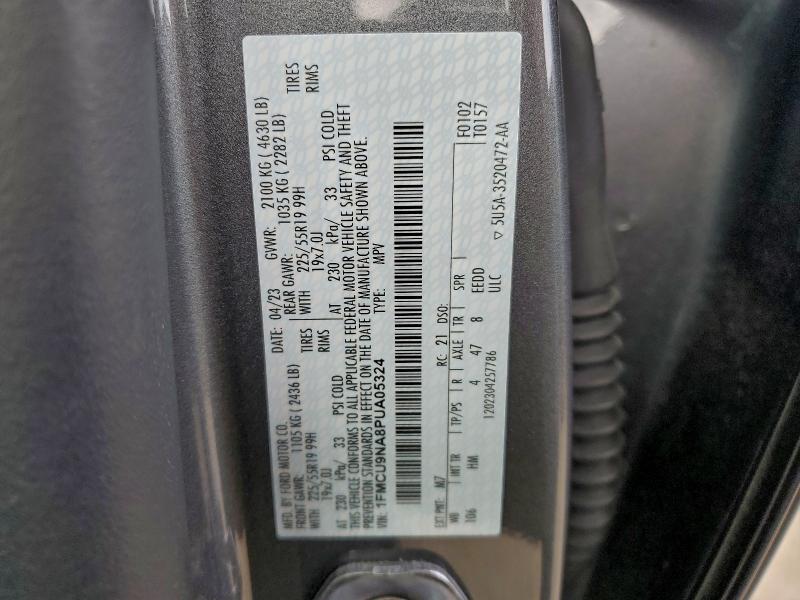 MFD. BY FORD MOTOR CO.
DATE: 04/23 GVWR: 2100 KG ( 4630 LB)
FRONT GAWR: 1105 KG ( 2436 LB) REAR GAWR: 1035 KG ( 2282 LB)
WITH 225/55R19 99H TIRES WITH 225/55R19 99H TIRES
19x7.0J RIMS 19x7.0J RIMS
AT 230 kPa/ 33 PSI COLD AT 230 kPa/ 33 PSI COLD
THIS VEHICLE CONFORMS TO ALL APPLICABLE FEDERAL MOTOR VEHICLE SAFETY AND THEFT
PREVENTION STANDARDS IN EFFECT ON THE DATE OF MANUFACTURE SHOWN ABOVE.
VIN: 1FMCU9NA8PUA05324 TYPE: MPV
EXT PNT: M7 RC: 21 DSO: F0102
T0157
WB INT TR TP/PS R AXLE TR SPR
106 HM 4 47 8 EEDD
ULC
1202304257786 ▽ 5U5A-3520472-AA